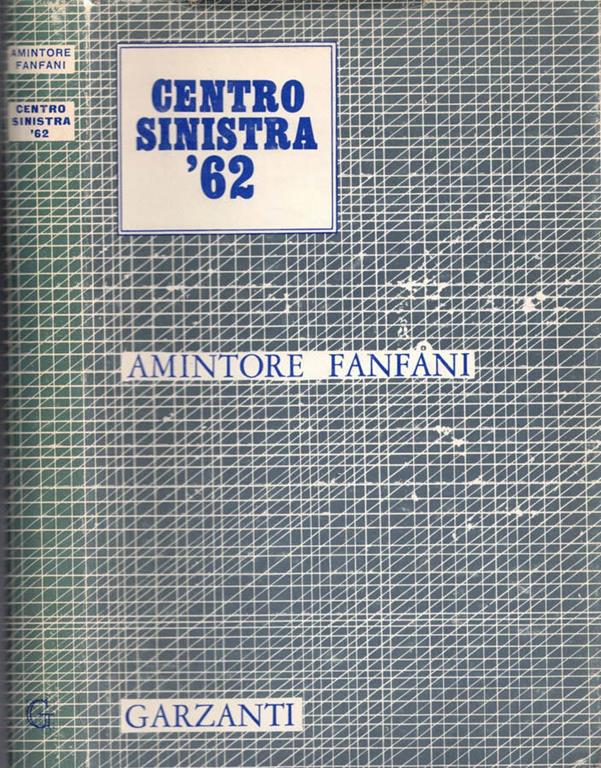 AMINTORE
FANFANI
CENTRO
SINISTRA
'62
CENTRO
SINISTRA
'62
AMINTORE FANFANI
G
GARZANTI